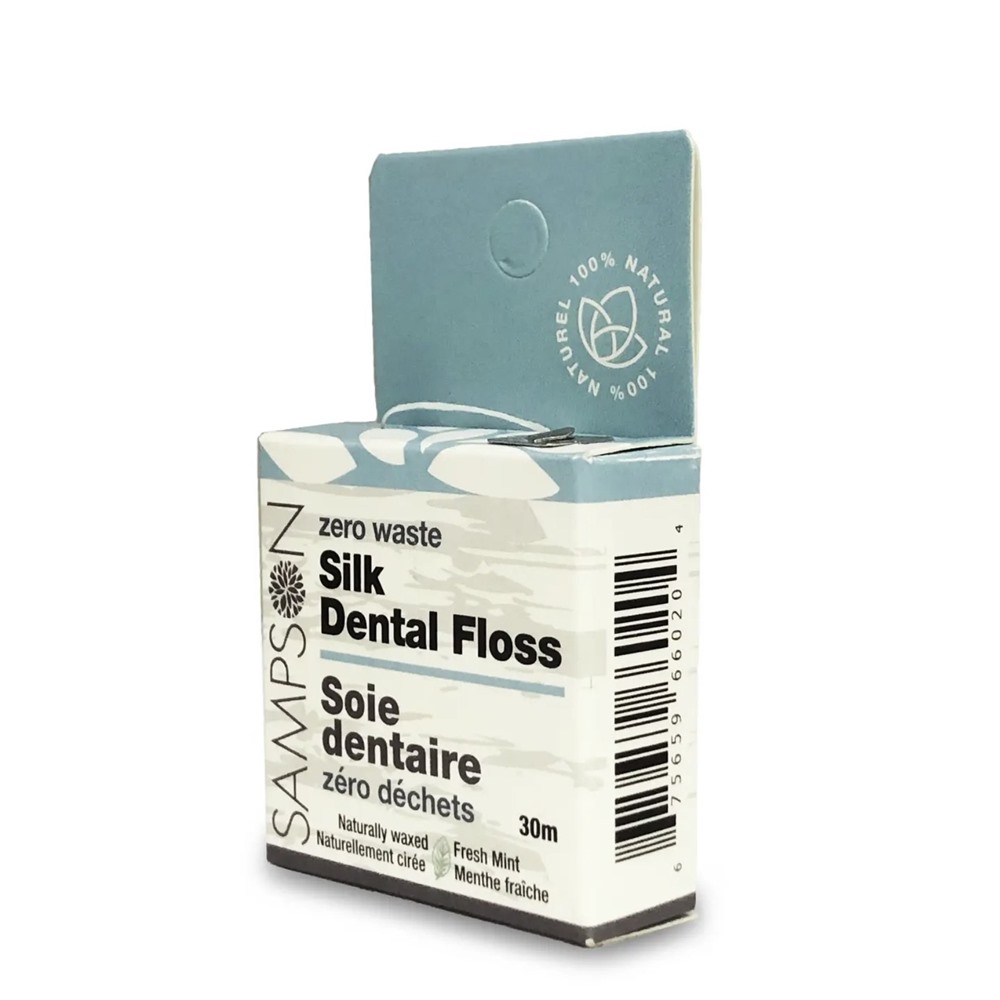 100% NATURAL
100% NATUREL
SAMPSON
zero waste
Silk
Dental Floss
Soie
dentaire
zéro déchets
30m
Naturally waxed
Naturellement cirée
Fresh Mint
Menthe fraîche
6 75659 66020 4